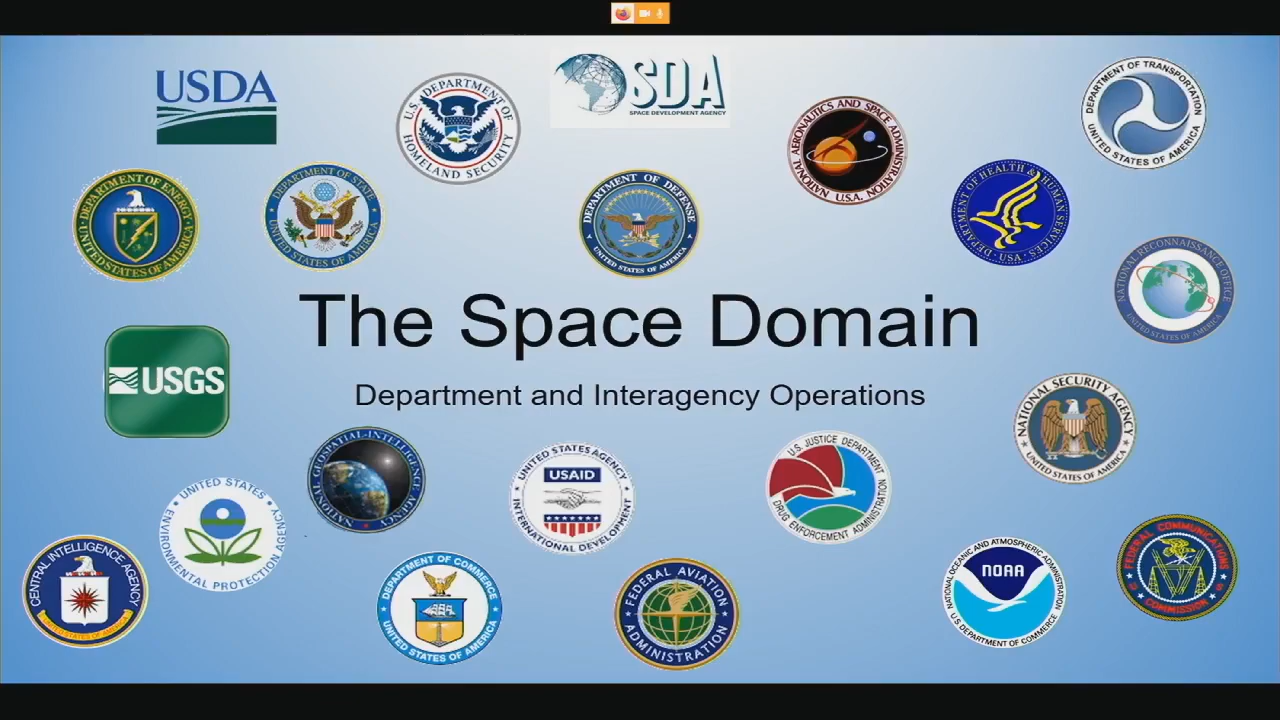 USDA
U.S. DEPARTMENT OF HOMELAND SECURITY
SDA
SPACE DEVELOPMENT AGENCY
NATIONAL AERONAUTICS AND SPACE ADMINISTRATION
U.S.A.
DEPARTMENT OF TRANSPORTATION
UNITED STATES OF AMERICA
DEPARTMENT OF ENERGY
UNITED STATES OF AMERICA
DEPARTMENT OF STATE
UNITED STATES OF AMERICA
DEPARTMENT OF DEFENSE
UNITED STATES OF AMERICA
DEPARTMENT OF HEALTH & HUMAN SERVICES
USA
NATIONAL RECONNAISSANCE OFFICE
UNITED STATES OF AMERICA
The Space Domain
Department and Interagency Operations
USGS
NATIONAL SECURITY AGENCY
UNITED STATES OF AMERICA
NATIONAL GEOSPATIAL-INTELLIGENCE AGENCY
UNITED STATES AGENCY
USAID
INTERNATIONAL DEVELOPMENT
U.S. JUSTICE DEPARTMENT
DRUG ENFORCEMENT ADMINISTRATION
UNITED STATES
ENVIRONMENTAL PROTECTION AGENCY
CENTRAL INTELLIGENCE AGENCY
UNITED STATES OF AMERICA
DEPARTMENT OF COMMERCE
UNITED STATES OF AMERICA
FEDERAL AVIATION
ADMINISTRATION
NATIONAL OCEANIC AND ATMOSPHERIC ADMINISTRATION
NOAA
U.S. DEPARTMENT OF COMMERCE
FEDERAL COMMUNICATIONS
COMMISSION